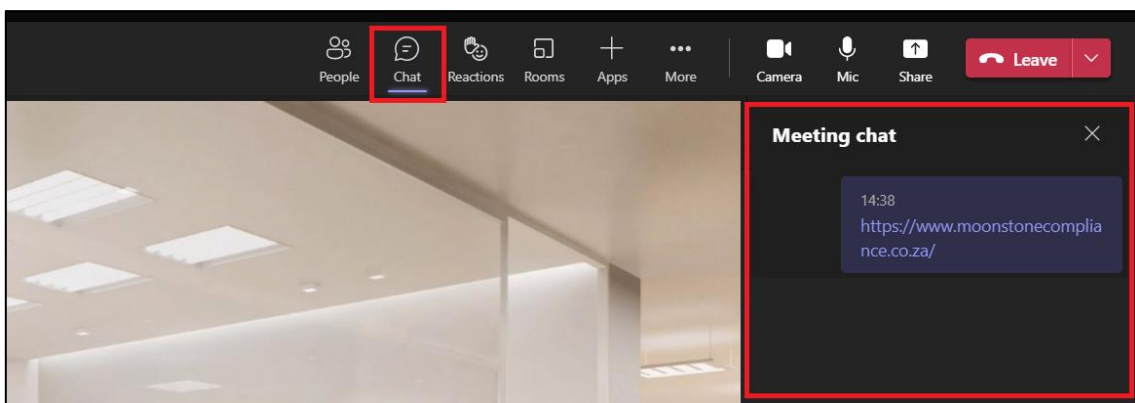 People Chat Reactions Rooms Apps More Camera Mic Share Leave
Meeting chat
14:38
https://www.moonstonecomplia
nce.co.za/